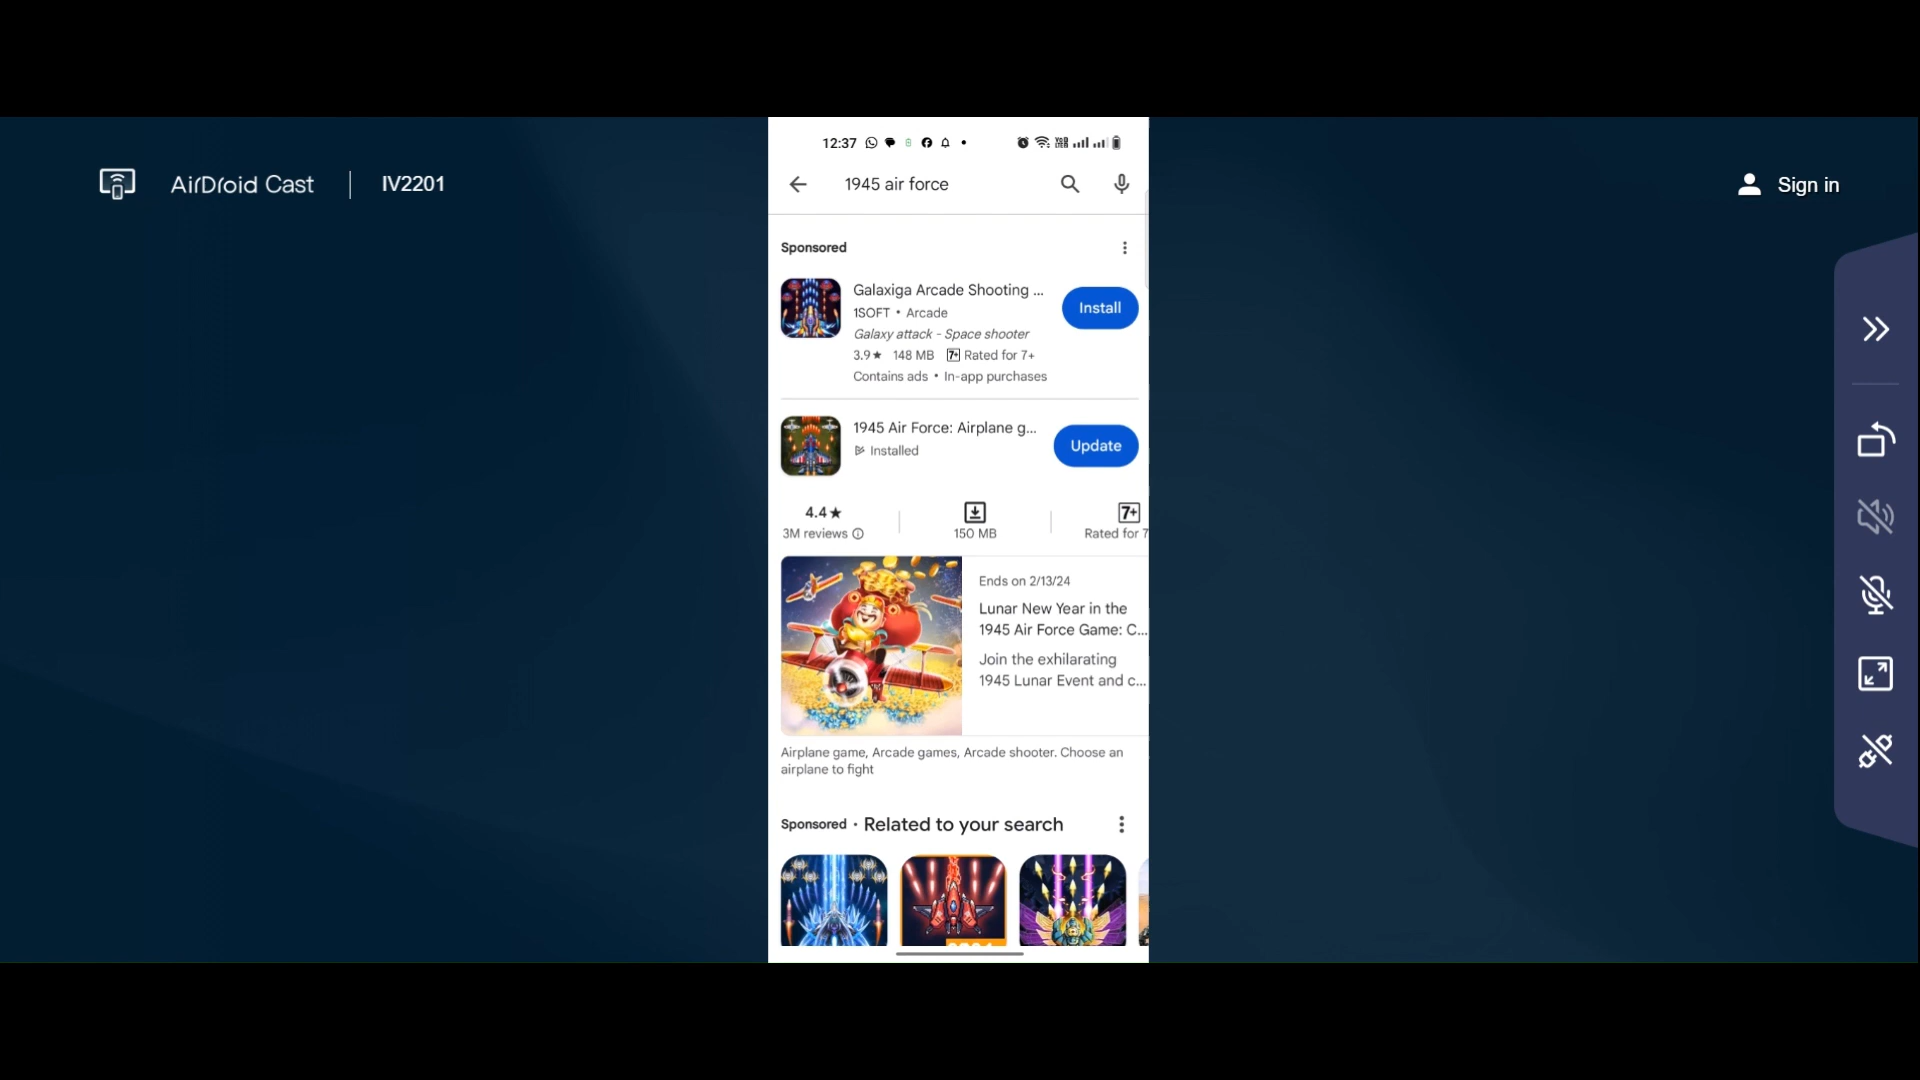 12:37
AirDroid Cast | IV2201
Sign in
1945 air force
Sponsored
Galaxiga Arcade Shooting ...
1SOFT • Arcade
Galaxy attack - Space shooter
3.9★ 148 MB 7+ Rated for 7+
Contains ads • In-app purchases
Install
1945 Air Force: Airplane g...
Installed
Update
4.4★
3M reviews
150 MB
7+
Rated for 7
Ends on 2/13/24
Lunar New Year in the
1945 Air Force Game: C...
Join the exhilarating
1945 Lunar Event and c...
Airplane game, Arcade games, Arcade shooter. Choose an
airplane to fight
Sponsored • Related to your search